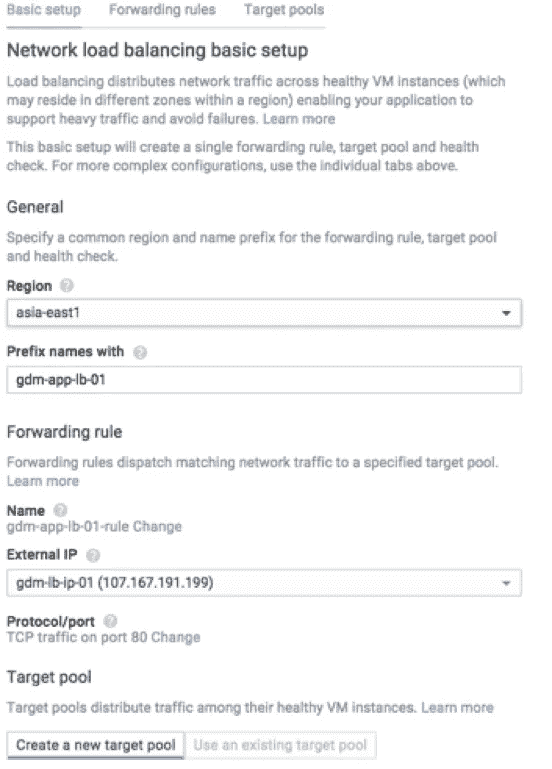 Basic setup Forwarding rules Target pools
Network load balancing basic setup
Load balancing distributes network traffic across healthy VM instances (which
may reside in different zones within a region) enabling your application to
support heavy traffic and avoid failures. Learn more
This basic setup will create a single forwarding rule, target pool and health
check. For more complex configurations, use the individual tabs above.
General
Specify a common region and name prefix for the forwarding rule, target pool
and health check.
Region ?
asia-east1
Prefix names with ?
gdm-app-lb-01
Forwarding rule
Forwarding rules dispatch matching network traffic to a specified target pool.
Learn more
Name ?
gdm-app-lb-01-rule Change
External IP ?
gdm-lb-ip-01 (107.167.191.199)
Protocol/port ?
TCP traffic on port 80 Change
Target pool
Target pools distribute traffic among their healthy VM instances. Learn more
Create a new target pool Use an existing target pool